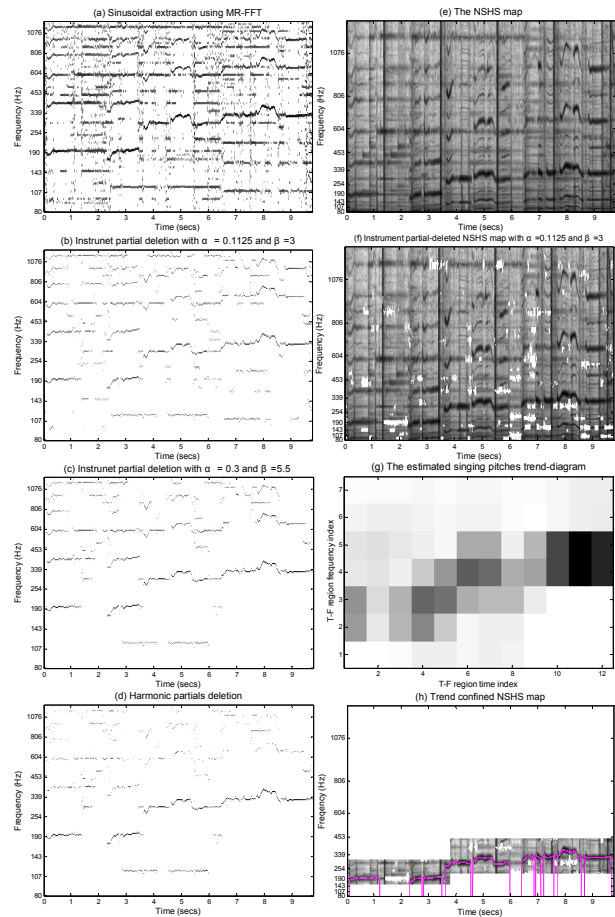 (a) Sinusoidal extraction using MR-FFT
Frequency (Hz)
1076
806
604
453
339
254
190
143
107
80
0 1 2 3 4 5 6 7 8 9
Time (secs)
(b) Instrunet partial deletion with α = 0.1125 and β =3
Frequency (Hz)
1076
806
604
453
339
254
190
143
107
80
0 1 2 3 4 5 6 7 8 9
Time (secs)
(c) Instrunet partial deletion with α = 0.3 and β =5.5
Frequency (Hz)
1076
806
604
453
339
254
190
143
107
80
0 1 2 3 4 5 6 7 8 9
Time (secs)
(d) Harmonic partials deletion
Frequency (Hz)
1076
806
604
453
339
254
190
143
107
80
0 1 2 3 4 5 6 7 8 9
Time (secs)
(e) The NSHS map
Frequency (Hz)
1076
806
604
453
339
254
190
107
80
0 1 2 3 4 5 6 7 8 9
Time (secs)
(f) Instrument partial-deleted NSHS map with α =0.1125 and β =3
Frequency (Hz)
1076
806
604
453
339
254
190
143
107
80
0 1 2 3 4 5 6 7 8 9
Time (secs)
(g) The estimated singing pitches trend-diagram
T-F region frequency index
7
6
5
4
3
2
1
2 4 6 8 10 12
T-F region time index
(h) Trend confined NSHS map
Frequency (Hz)
1076
806
604
453
339
254
190
143
107
80
0 1 2 3 4 5 6 7 8 9
Time (secs)